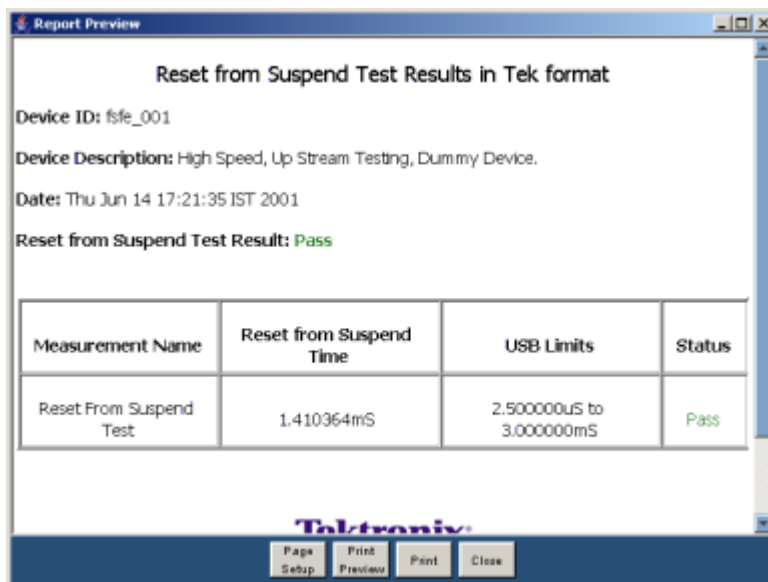 Report Preview
Reset from Suspend Test Results in Tek format
Device ID: fsfe_001
Device Description: High Speed, Up Stream Testing, Dummy Device.
Date: Thu Jun 14 17:21:35 IST 2001
Reset from Suspend Test Result: Pass
Measurement Name
Reset from Suspend
Time
USB Limits
Status
Reset From Suspend
Test
1.410364mS
2.500000uS to
3.000000mS
Pass
Tektronix
Page
Setup
Print
Preview
Print
Close